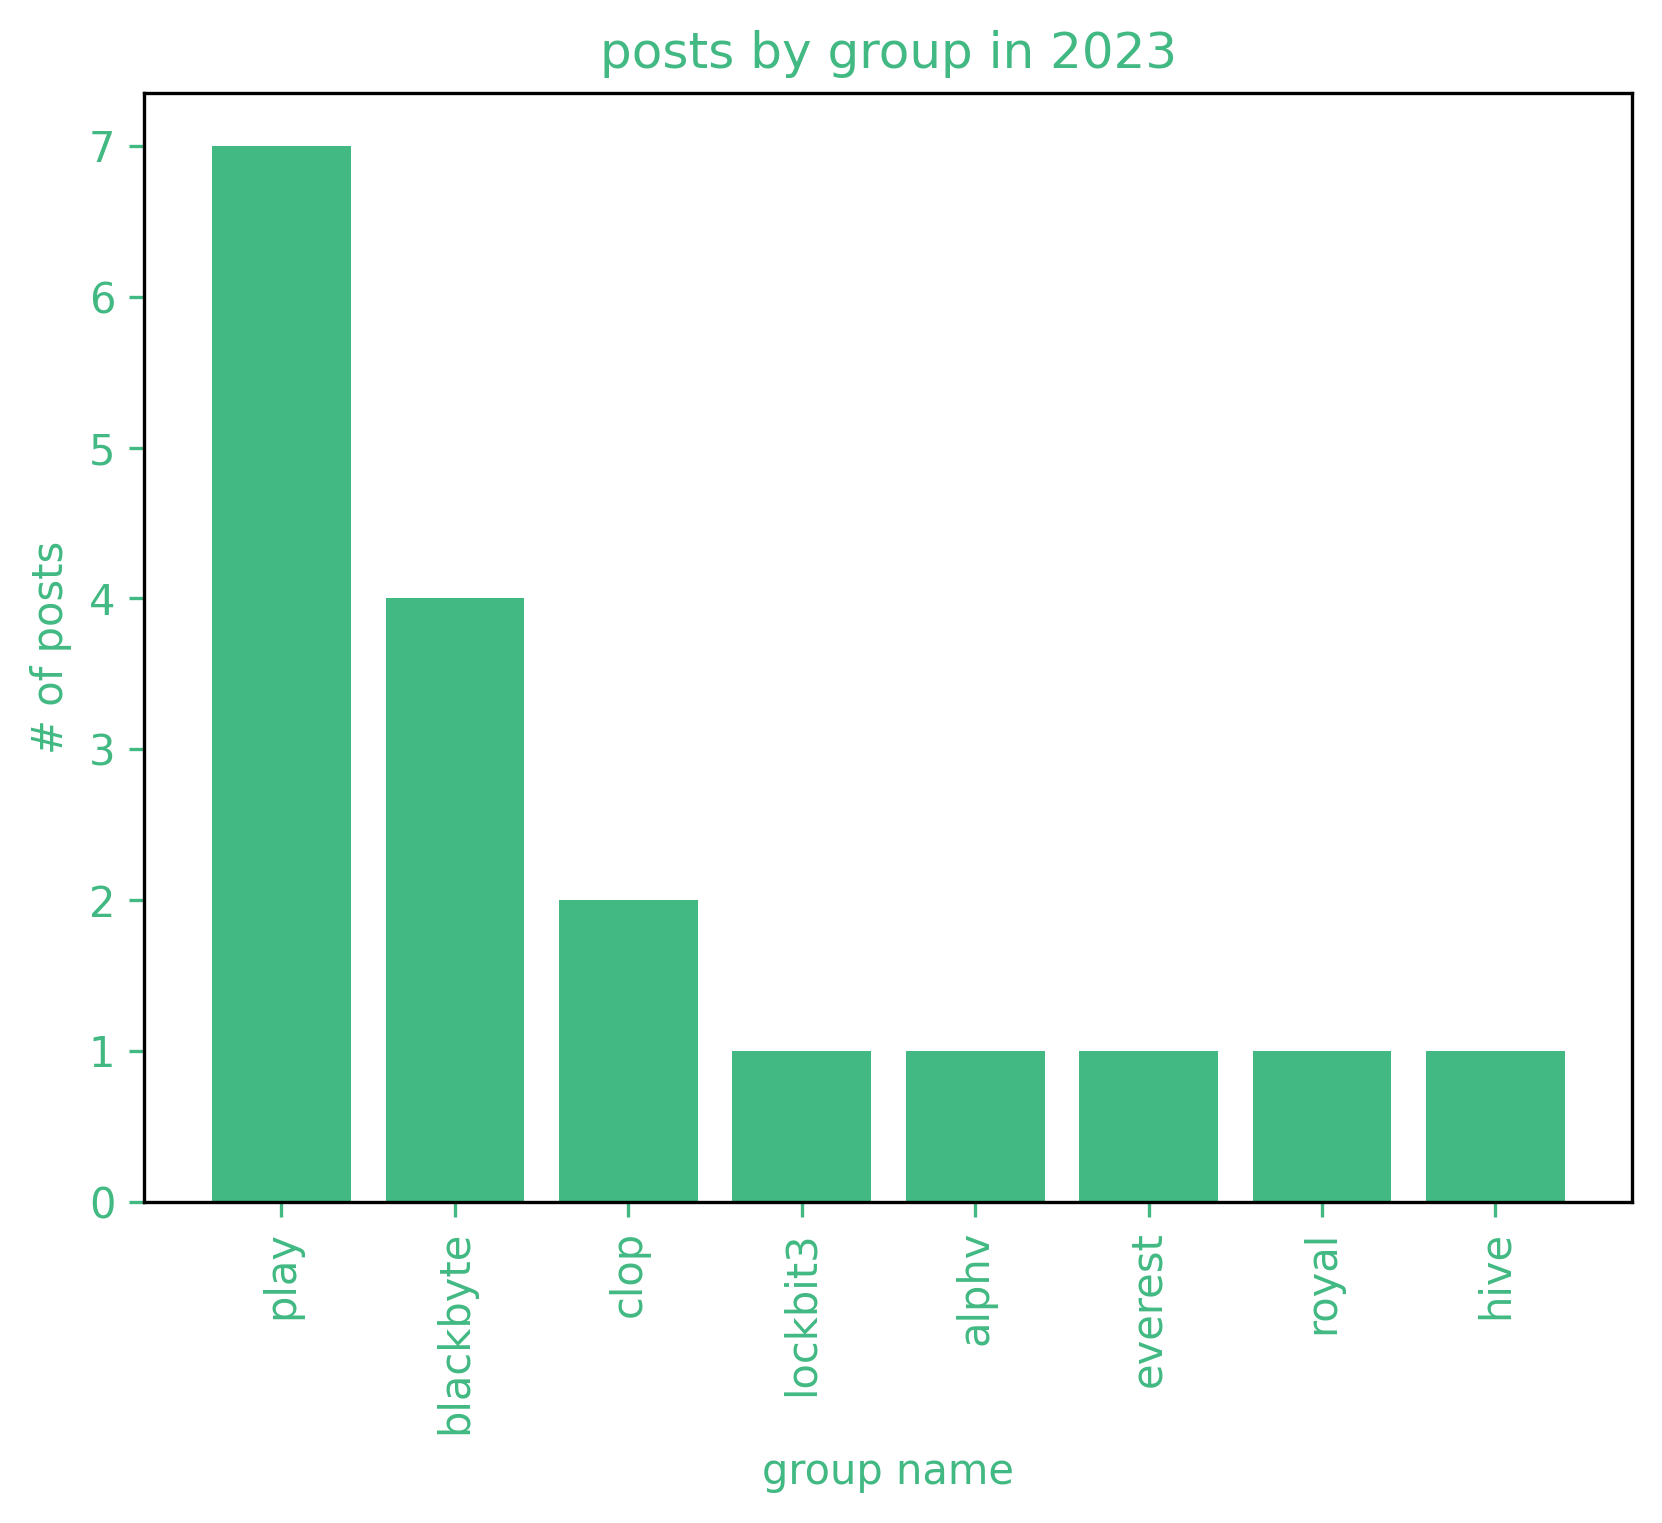 posts by group in 2023
7
6
5
4
3
2
1
0
# of posts
play
blackbyte
clop
lockbit3
alphv
everest
royal
hive
group name